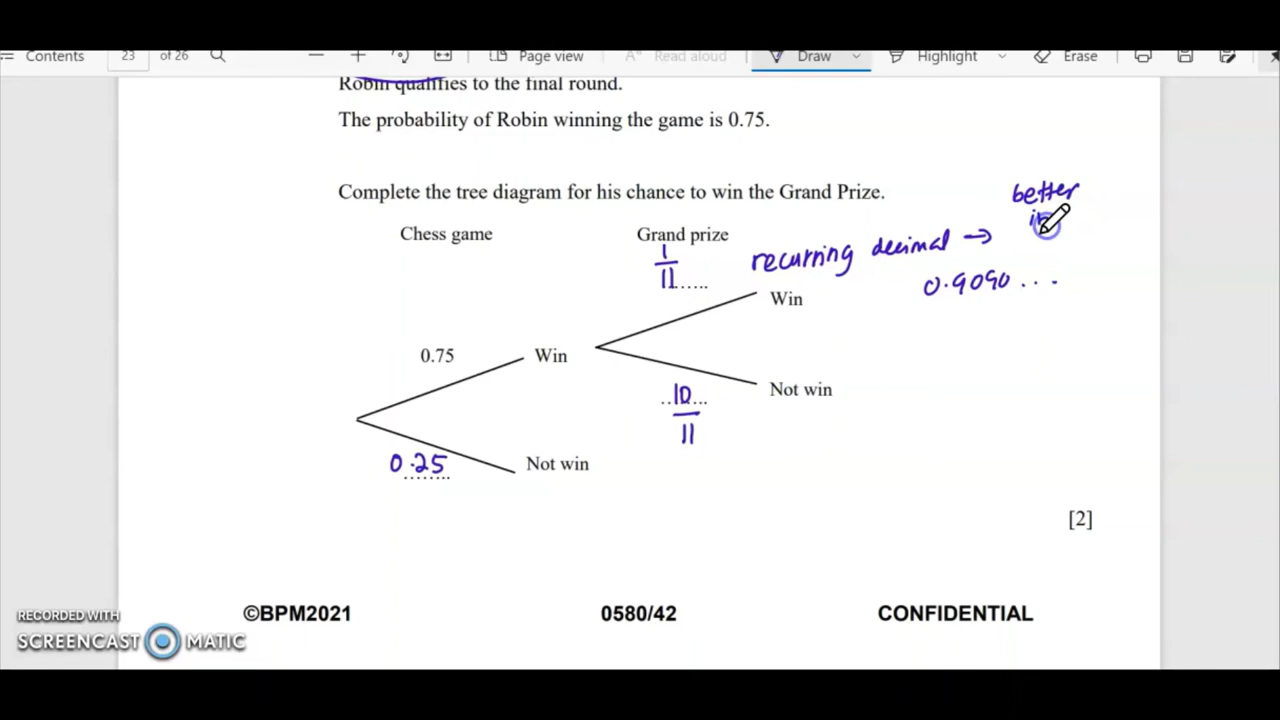 Contents 23 of 26 Page view Read aloud Draw Highlight Erase
Robin qualifies to the final round.
The probability of Robin winning the game is 0.75.
Complete the tree diagram for his chance to win the Grand Prize.
better
Chess game Grand prize
recurring decimal →
1
11......
0.9090...
Win
0.75 Win
Not win
..10...
11
0.25
........
Not win
[2]
©BPM2021 0580/42 CONFIDENTIAL
RECORDED WITH
SCREENCAST MATIC